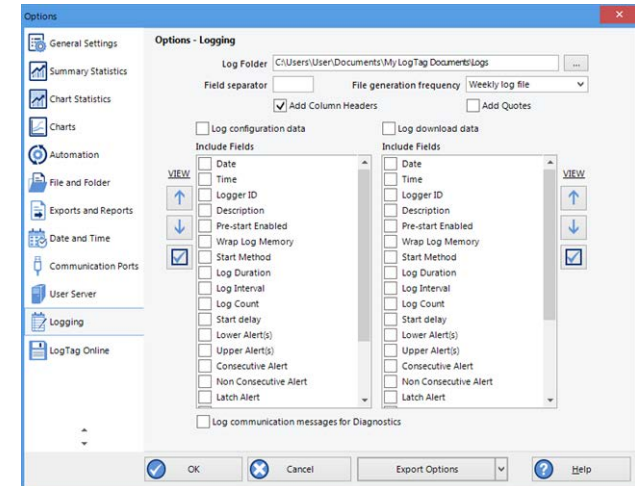 Options
General Settings
Summary Statistics
Chart Statistics
Charts
Automation
File and Folder
Exports and Reports
Date and Time
Communication Ports
User Server
Logging
LogTag Online
Options - Logging
Log Folder C:\Users\User\Documents\My LogTag Documents\Logs ...
Field separator File generation frequency Weekly log file
Add Column Headers Add Quotes
Log configuration data Log download data
Include Fields Include Fields
VIEW VIEW
Date Date
Time Time
Logger ID Logger ID
Description Description
Pre-start Enabled Pre-start Enabled
Wrap Log Memory Wrap Log Memory
Start Method Start Method
Log Duration Log Duration
Log Interval Log Interval
Log Count Log Count
Start delay Start delay
Lower Alert(s) Lower Alert(s)
Upper Alert(s) Upper Alert(s)
Consecutive Alert Consecutive Alert
Non Consecutive Alert Non Consecutive Alert
Latch Alert Latch Alert
Log communication messages for Diagnostics
OK Cancel Export Options Help